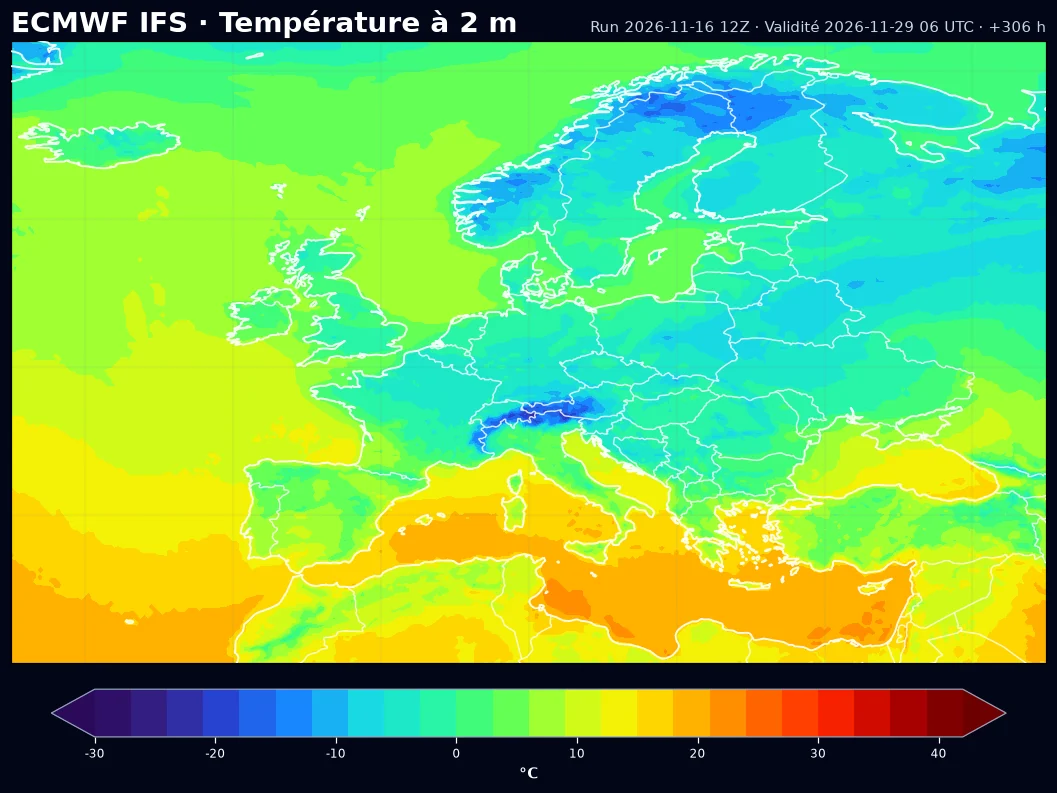 ECMWF IFS · Température à 2 m
Run 2026-11-16 12Z · Validité 2026-11-29 06 UTC · +306 h
-30 -20 -10 0 10 20 30 40
°C